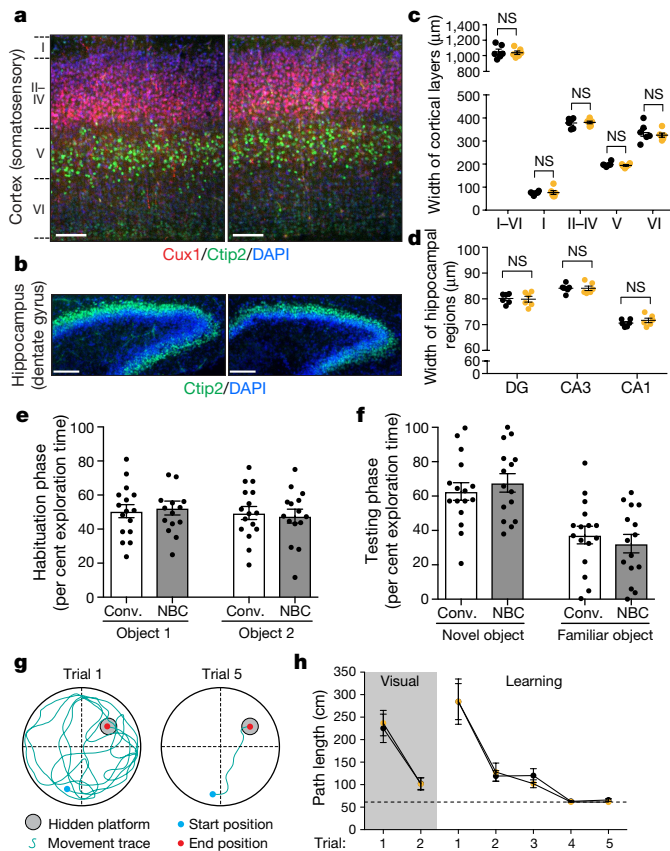 a
Cortex (somatosensory)
I
II–
IV
V
VI
Cux1/Ctip2/DAPI
b
Hippocampus
(dentate gyrus)
Ctip2/DAPI
c
Width of cortical layers (μm)
1,200
1,000
800
400
300
200
100
0
NS
NS
NS
NS
NS
I–VI
I
II–IV
V
VI
d
Width of hippocampal
regions (μm)
90
80
70
60
60
0
NS
NS
NS
DG
CA3
CA1
e
Habituation phase
(per cent exploration time)
100
80
60
40
20
0
Conv.
NBC
Conv.
NBC
Object 1
Object 2
f
Testing phase
(per cent exploration time)
100
80
60
40
20
0
Conv.
NBC
Conv.
NBC
Novel object
Familiar object
g
Trial 1
Trial 5
Hidden platform
Start position
Movement trace
End position
h
Path length (cm)
350
300
250
200
150
100
50
0
Visual
Learning
Trial:
1
2
1
2
3
4
5